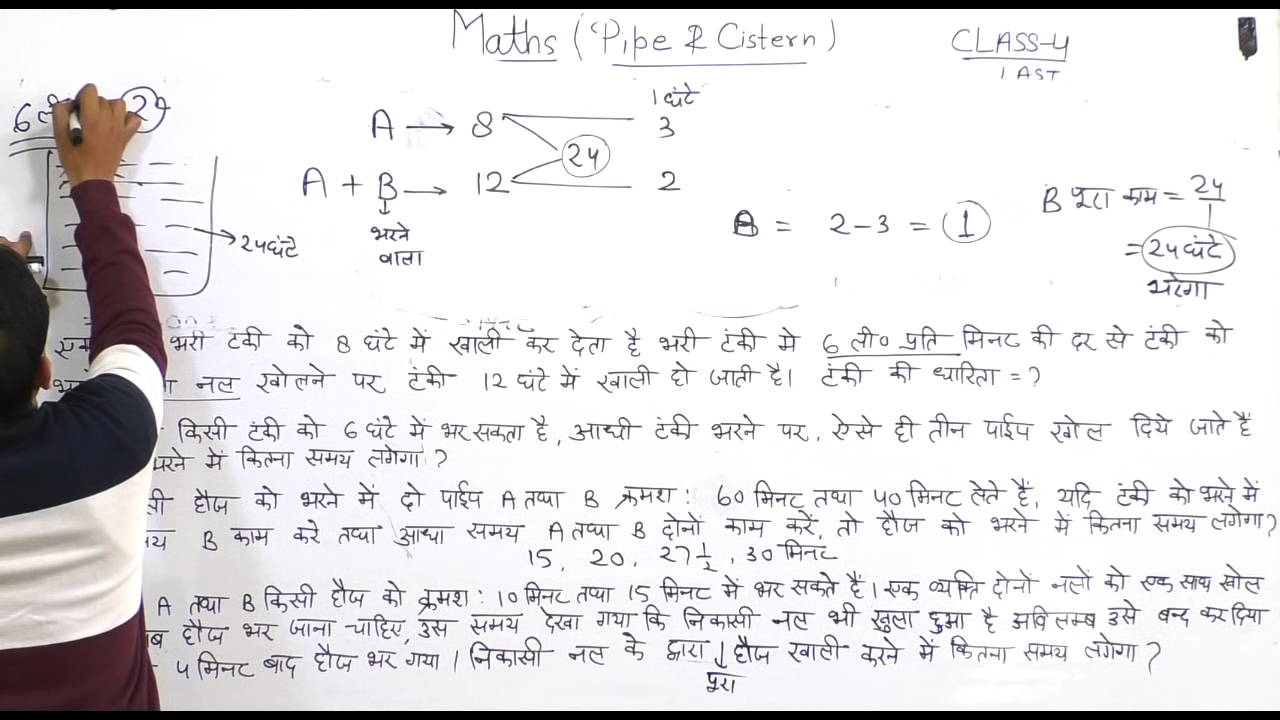 Maths (Pipe & Cistern)
CLASS-4
LAST
6 ली
24
1 घंटे
A → 8
24
3
A + B → 12
2
भरने
वाला
→ 24 घंटे
B = 2-3 = 1
B पूरा काम = 24/1
= 24 घंटे
भरेगा
भरी टंकी को 8 घंटे में खाली कर देता है भरी टंकी मे 6 ली० प्रति मिनट की दर से टंकी को
नल खोलने पर टंकी 12 घंटे में खाली हो जाती है। टंकी की धारिता = ?
किसी टंकी को 6 घंटे में भर सकता है, आधी टंकी भरने पर, ऐसे ही तीन पाईप खोल दिये जाते हैं
भरने में कितना समय लगेगा ?
हौज को भरने में दो पाईप A तथा B क्रमश: 60 मिनट तथा 40 मिनट लेते हैं, यदि टंकी को भरने में
B काम करे तथा आधा समय A तथा B दोनों काम करें, तो हौज को भरने में कितना समय लगेगा?
15, 20, 27 1/2, 30 मिनट
A तथा B किसी हौज को क्रमश: 10 मिनट तथा 15 मिनट में भर सकते हैं। एक व्यक्ति दोनों नलों को एक साथ खोल
हौज भर जाना चाहिए, उस समय देखा गया कि निकासी नल भी खुला हुआ है अविलम्ब उसे बन्द कर दिया
4 मिनट बाद हौज भर गया। निकासी नल के द्वारा हौज खाली करने में कितना समय लगेगा ?
पूरा